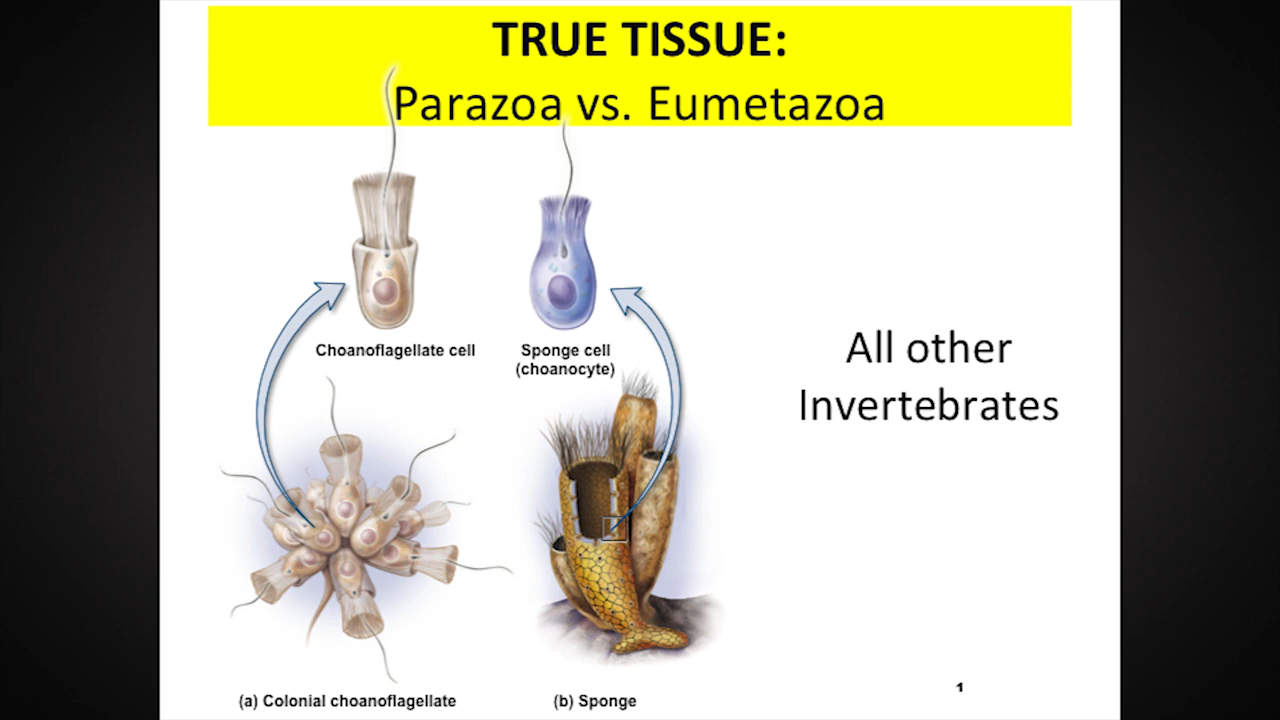 TRUE TISSUE:
Parazoa vs. Eumetazoa
Choanoflagellate cell
Sponge cell
(choanocyte)
All other
Invertebrates
(a) Colonial choanoflagellate
(b) Sponge
1